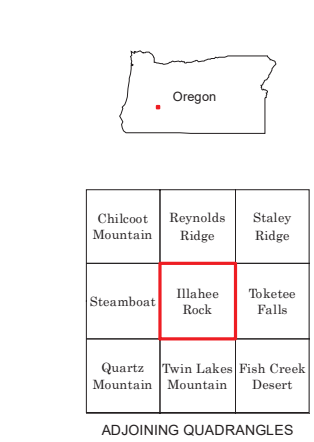 Oregon
Chilcoot Mountain
Reynolds Ridge
Staley Ridge
Steamboat
Illahee Rock
Toketee Falls
Quartz Mountain
Twin Lakes Mountain
Fish Creek Desert
ADJOINING QUADRANGLES